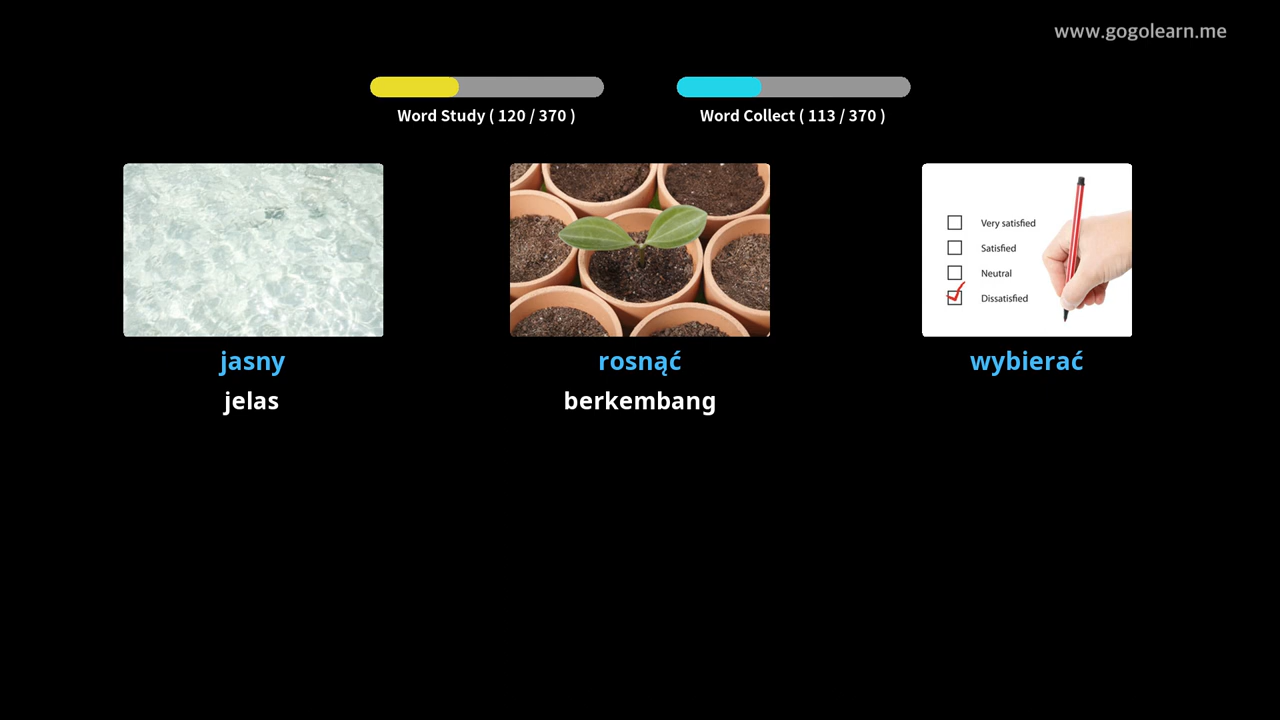 www.gogolearn.me
Word Study ( 120 / 370 )
Word Collect ( 113 / 370 )
Very satisfied
Satisfied
Neutral
Dissatisfied
jasny
rosnąć
wybierać
jelas
berkembang